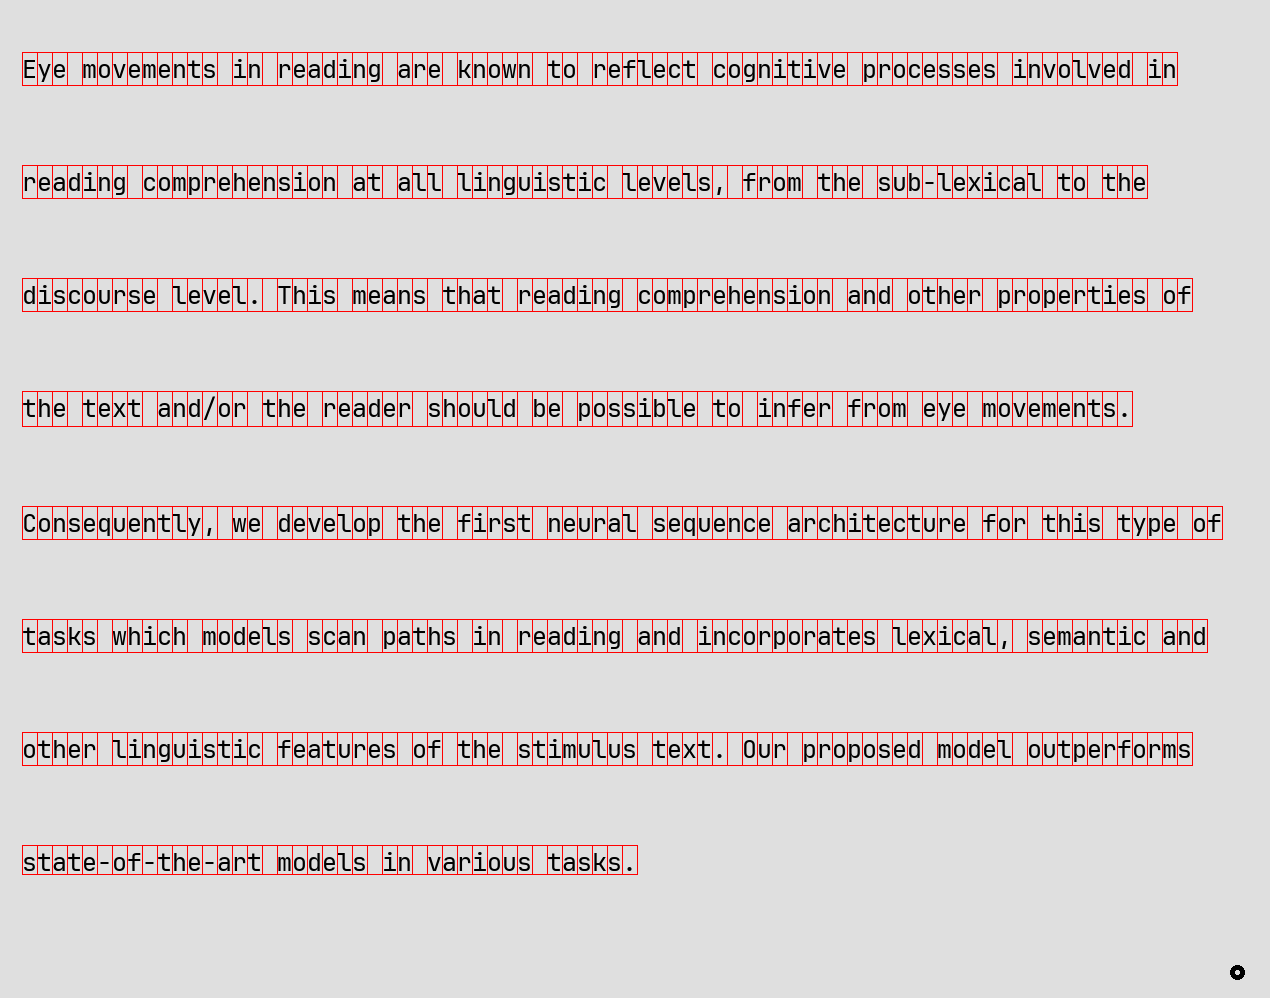 Eye movements in reading are known to reflect cognitive processes involved in
reading comprehension at all linguistic levels, from the sub-lexical to the
discourse level. This means that reading comprehension and other properties of
the text and/or the reader should be possible to infer from eye movements.
Consequently, we develop the first neural sequence architecture for this type of
tasks which models scan paths in reading and incorporates lexical, semantic and
other linguistic features of the stimulus text. Our proposed model outperforms
state-of-the-art models in various tasks.